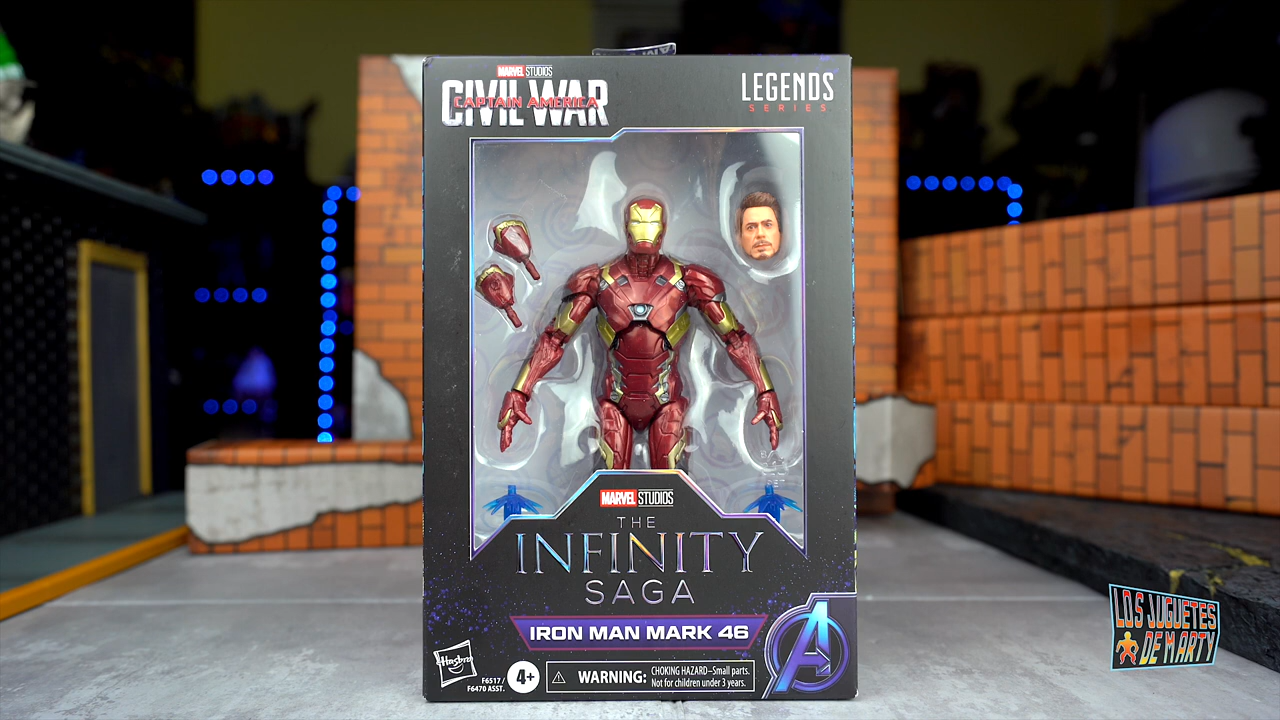 MARVEL STUDIOS
CAPTAIN AMERICA
CIVIL WAR
LEGENDS
SERIES
MARVEL STUDIOS
THE
INFINITY
SAGA
IRON MAN MARK 46
Hasbro
F6517 /
F6470 ASST.
4+
WARNING:
CHOKING HAZARD–Small parts.
Not for children under 3 years.
LOS JUGUETES
DE MARTY